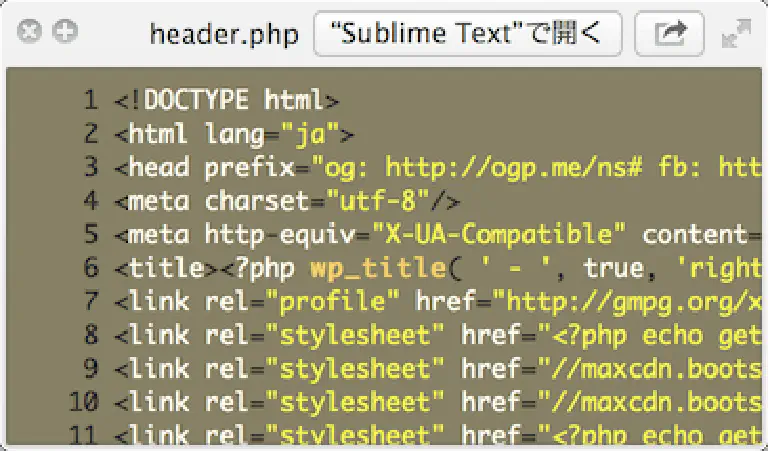 header.php “Sublime Text”で開く
1 <!DOCTYPE html>
2 <html lang="ja">
3 <head prefix="og: http://ogp.me/ns# fb: htt
4 <meta charset="utf-8"/>
5 <meta http-equiv="X-UA-Compatible" content=
6 <title><?php wp_title( ' - ', true, 'right
7 <link rel="profile" href="http://gmpg.org/x
8 <link rel="stylesheet" href="<?php echo get
9 <link rel="stylesheet" href="//maxcdn.boots
10 <link rel="stylesheet" href="//maxcdn.boots
11 <link rel="stylesheet" href="<?php echo get